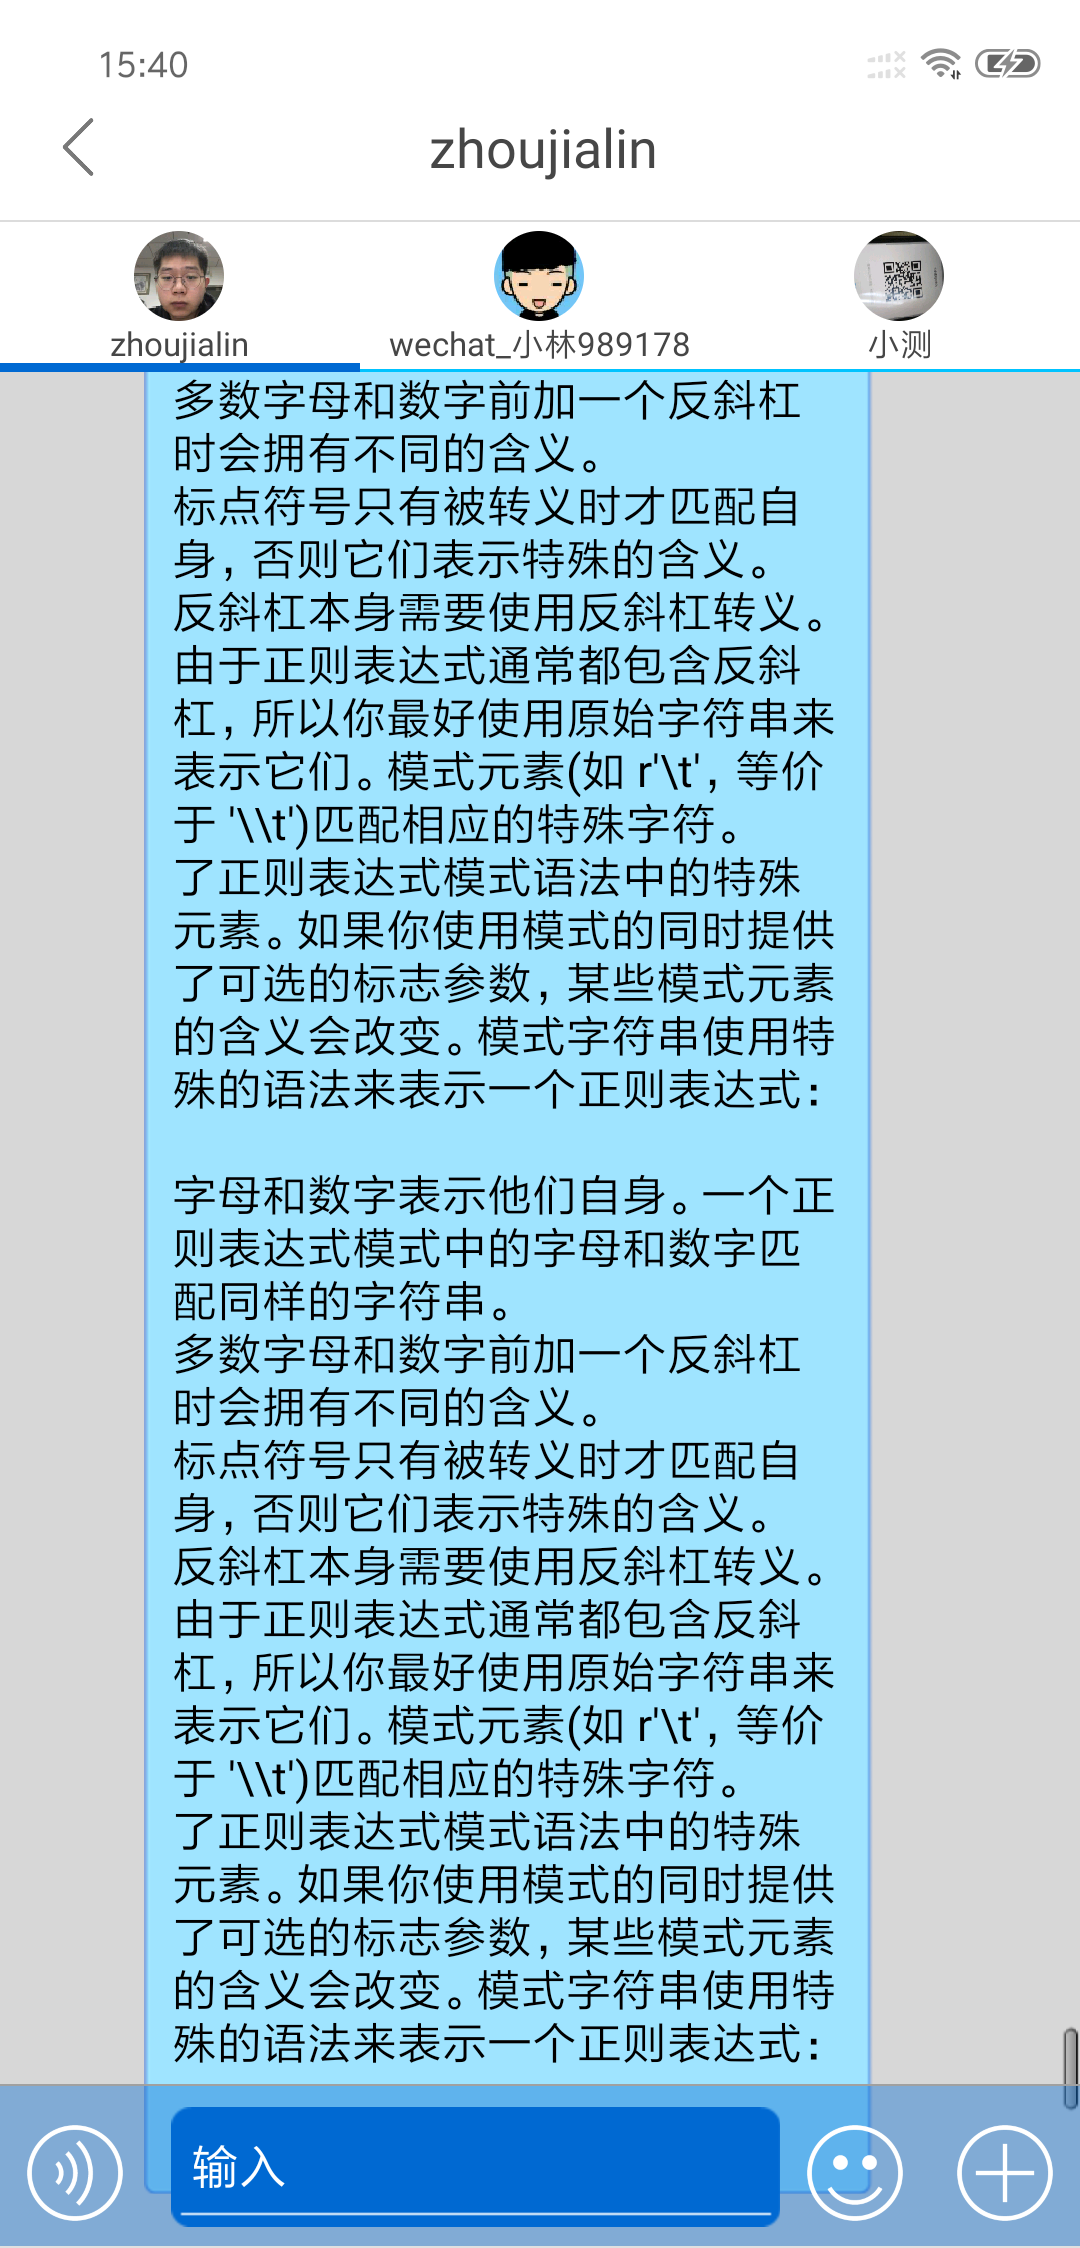 15:40
zhoujialin
zhoujialin
wechat_小林989178
小测
多数字母和数字前加一个反斜杠
时会拥有不同的含义。
标点符号只有被转义时才匹配自
身，否则它们表示特殊的含义。
反斜杠本身需要使用反斜杠转义。
由于正则表达式通常都包含反斜
杠，所以你最好使用原始字符串来
表示它们。模式元素(如 r'\t'，等价
于 '\\t')匹配相应的特殊字符。
了正则表达式模式语法中的特殊
元素。如果你使用模式的同时提供
了可选的标志参数，某些模式元素
的含义会改变。模式字符串使用特
殊的语法来表示一个正则表达式：
字母和数字表示他们自身。一个正
则表达式模式中的字母和数字匹
配同样的字符串。
多数字母和数字前加一个反斜杠
时会拥有不同的含义。
标点符号只有被转义时才匹配自
身，否则它们表示特殊的含义。
反斜杠本身需要使用反斜杠转义。
由于正则表达式通常都包含反斜
杠，所以你最好使用原始字符串来
表示它们。模式元素(如 r'\t'，等价
于 '\\t')匹配相应的特殊字符。
了正则表达式模式语法中的特殊
元素。如果你使用模式的同时提供
了可选的标志参数，某些模式元素
的含义会改变。模式字符串使用特
殊的语法来表示一个正则表达式：
输入